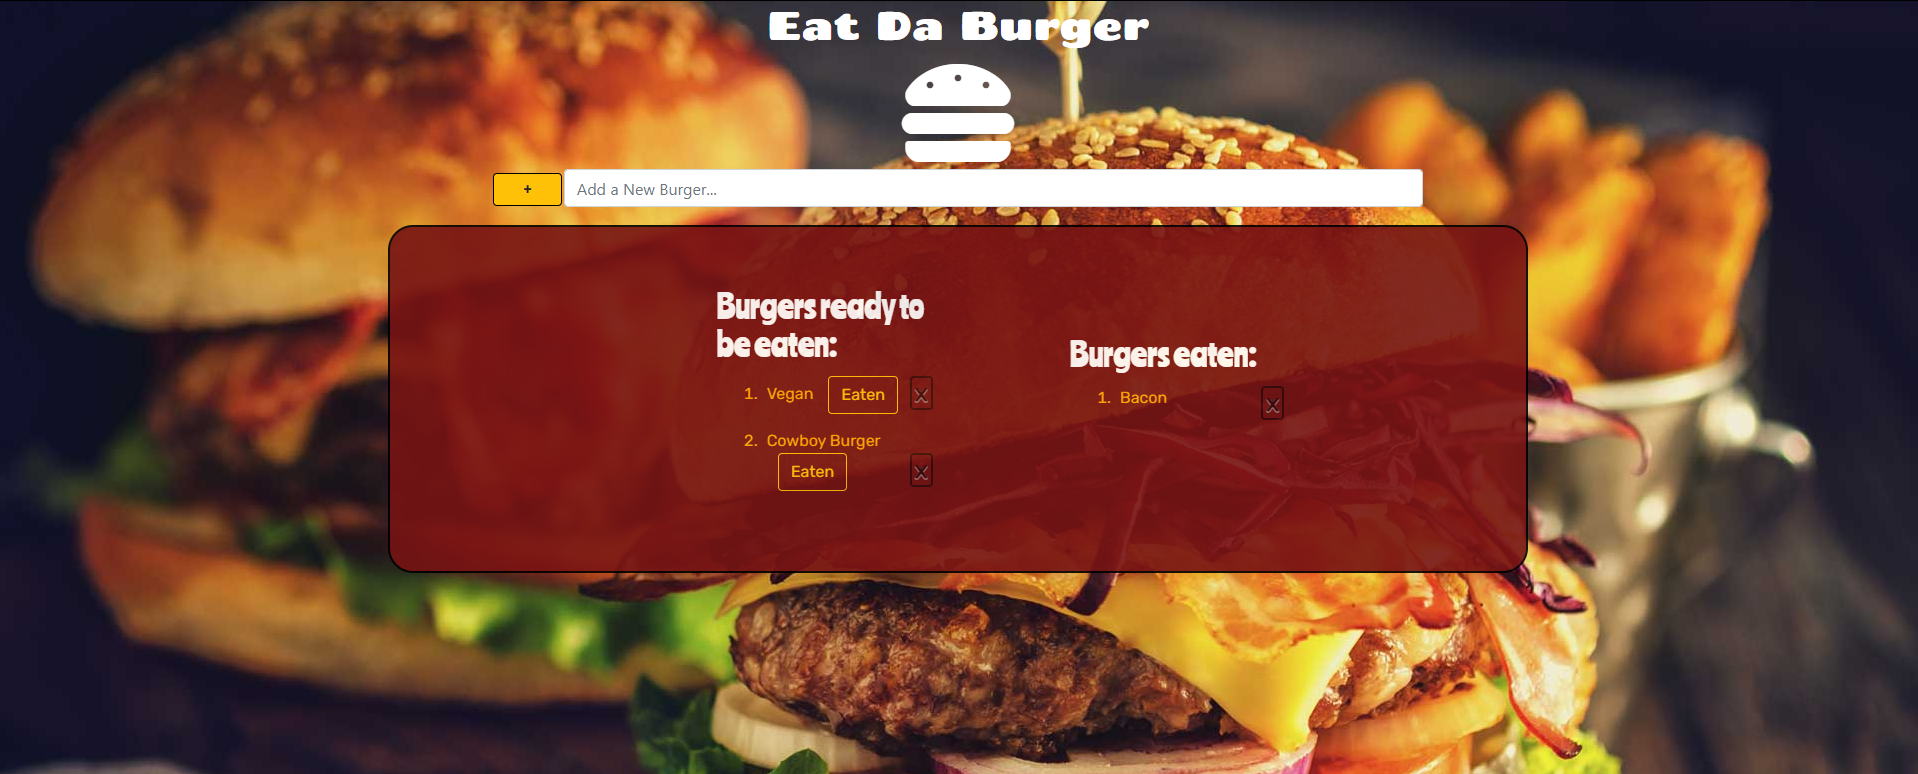 Eat Da Burger
+
Add a New Burger...
Burgers ready to
be eaten:
1. Vegan Eaten X
2. Cowboy Burger
Eaten X
Burgers eaten:
1. Bacon X